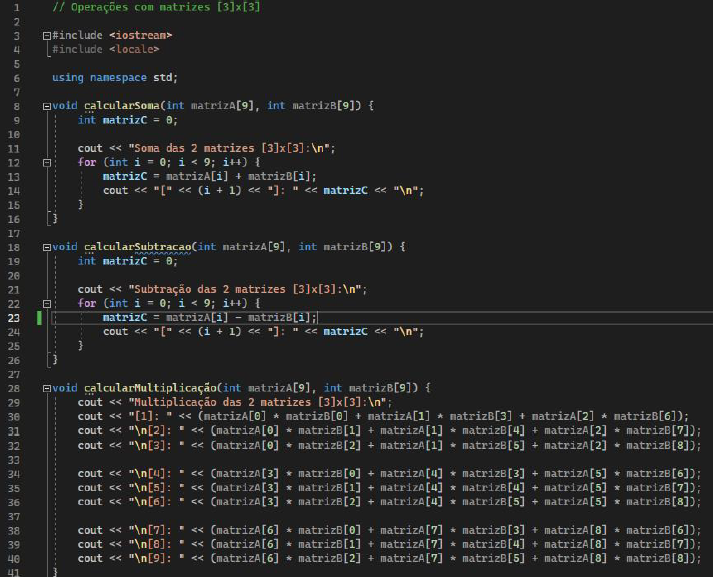 1 // Operações com matrizes [3]x[3]
2
3 #include <iostream>
4 #include <locale>
5
6 using namespace std;
7
8 void calcularSoma(int matrizA[9], int matrizB[9]) {
9 int matrizC = 0;
10
11 cout << "Soma das 2 matrizes [3]x[3]:\n";
12 for (int i = 0; i < 9; i++) {
13 matrizC = matrizA[i] + matrizB[i];
14 cout << "[" << (i + 1) << "]: " << matrizC << "\n";
15 }
16 }
17
18 void calcularSubtracao(int matrizA[9], int matrizB[9]) {
19 int matrizC = 0;
20
21 cout << "Subtração das 2 matrizes [3]x[3]:\n";
22 for (int i = 0; i < 9; i++) {
23 matrizC = matrizA[i] - matrizB[i];
24 cout << "[" << (i + 1) << "]: " << matrizC << "\n";
25 }
26 }
27
28 void calcularMultiplicação(int matrizA[9], int matrizB[9]) {
29 cout << "Multiplicação das 2 matrizes [3]x[3]:\n";
30 cout << "[1]: " << (matrizA[0] * matrizB[0] + matrizA[1] * matrizB[3] + matrizA[2] * matrizB[6]);
31 cout << "\n[2]: " << (matrizA[0] * matrizB[1] + matrizA[1] * matrizB[4] + matrizA[2] * matrizB[7]);
32 cout << "\n[3]: " << (matrizA[0] * matrizB[2] + matrizA[1] * matrizB[5] + matrizA[2] * matrizB[8]);
33
34 cout << "\n[4]: " << (matrizA[3] * matrizB[0] + matrizA[4] * matrizB[3] + matrizA[5] * matrizB[6]);
35 cout << "\n[5]: " << (matrizA[3] * matrizB[1] + matrizA[4] * matrizB[4] + matrizA[5] * matrizB[7]);
36 cout << "\n[6]: " << (matrizA[3] * matrizB[2] + matrizA[4] * matrizB[5] + matrizA[5] * matrizB[8]);
37
38 cout << "\n[7]: " << (matrizA[6] * matrizB[0] + matrizA[7] * matrizB[3] + matrizA[8] * matrizB[6]);
39 cout << "\n[8]: " << (matrizA[6] * matrizB[1] + matrizA[7] * matrizB[4] + matrizA[8] * matrizB[7]);
40 cout << "\n[9]: " << (matrizA[6] * matrizB[2] + matrizA[7] * matrizB[5] + matrizA[8] * matrizB[8]);
41 }